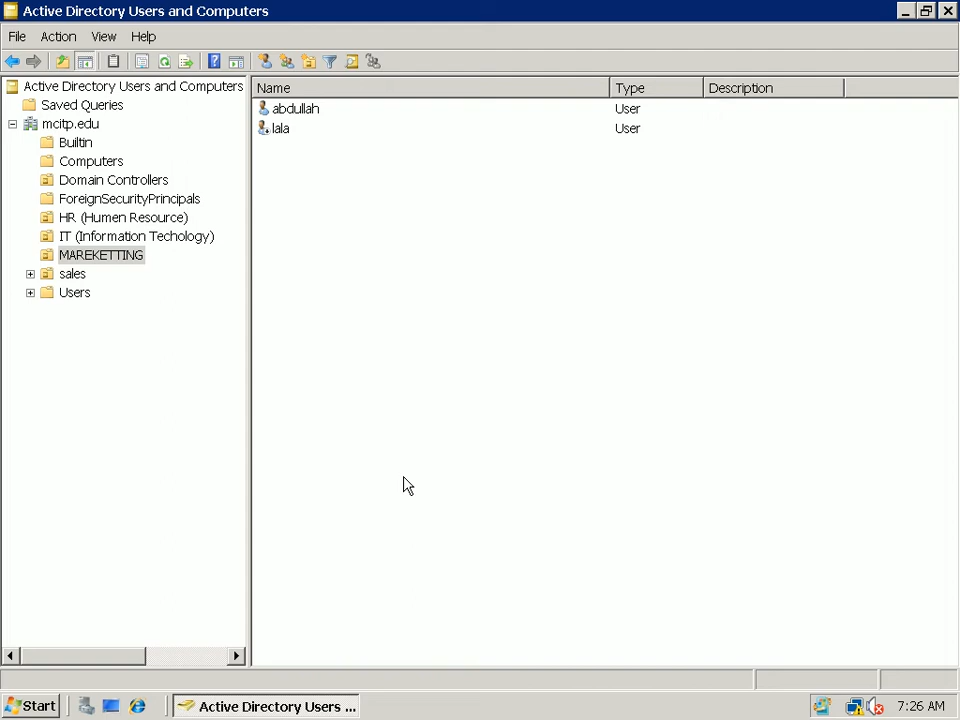 Active Directory Users and Computers
File Action View Help
Active Directory Users and Computers
Saved Queries
mcitp.edu
Builtin
Computers
Domain Controllers
ForeignSecurityPrincipals
HR (Humen Resource)
IT (Information Techology)
MAREKETTING
sales
Users
Name Type Description
abdullah User
lala User
Start Active Directory Users ... 7:26 AM